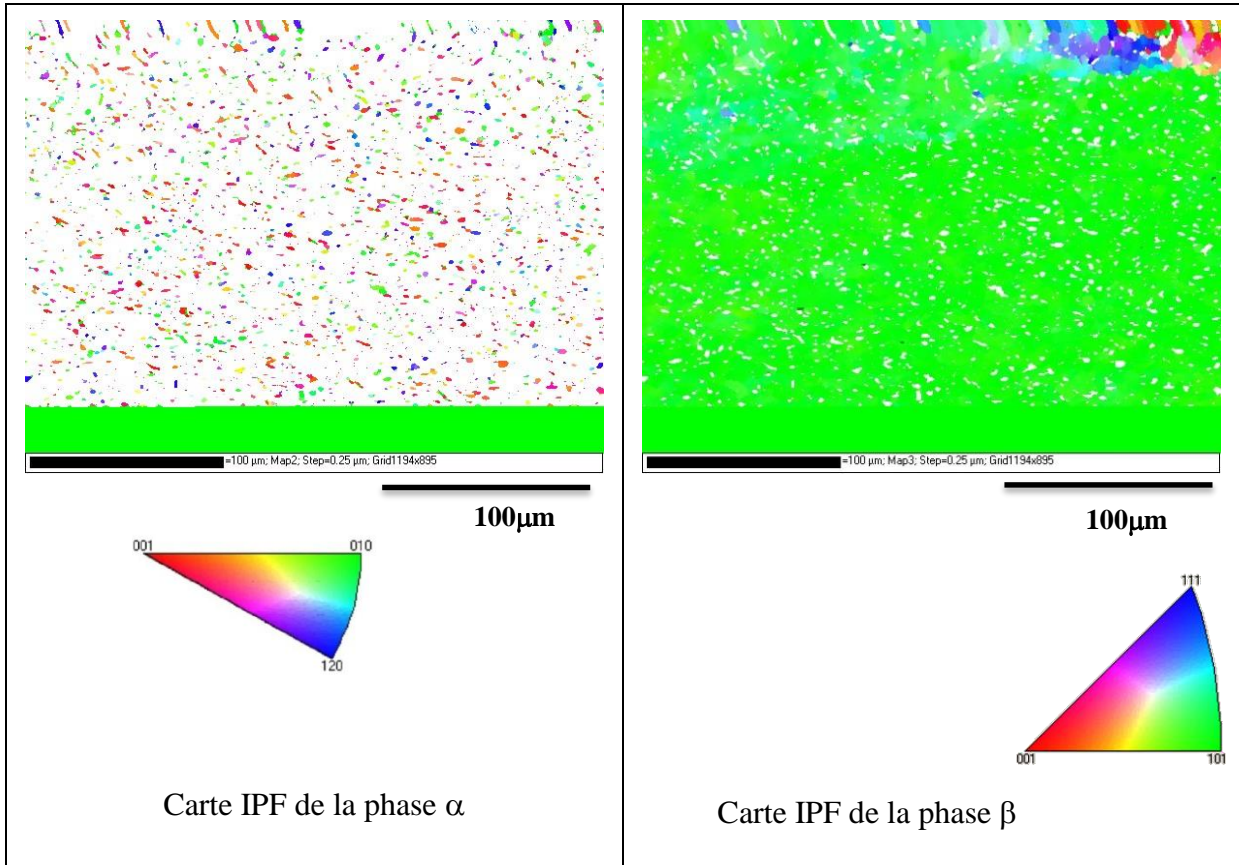 =100 µm; Map2; Step=0.25 µm; Grid1194x895
100µm
001
010
120
Carte IPF de la phase α
=100 µm; Map3; Step=0.25 µm; Grid1194x895
100µm
111
001
101
Carte IPF de la phase β